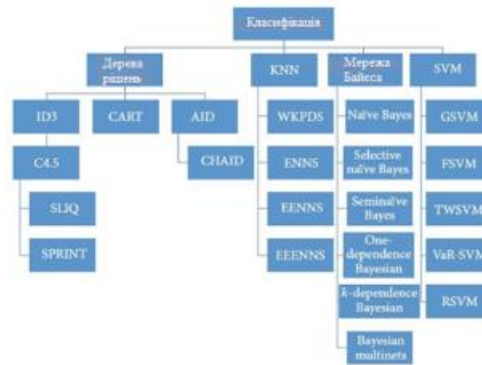 Класифікація
Дерева
рішень
KNN
Мережа
Байєса
SVM
ID3
CART
AID
C4.5
CHAID
SLIQ
SPRINT
WKPDS
ENNS
EENNS
EEENNS
Naïve Bayes
Selective
naïve Bayes
Seminaïve
Bayes
One-
dependence
Bayesian
k-dependence
Bayesian
Bayesian
multinets
GSVM
FSVM
TWSVM
VaR-SVM
RSVM